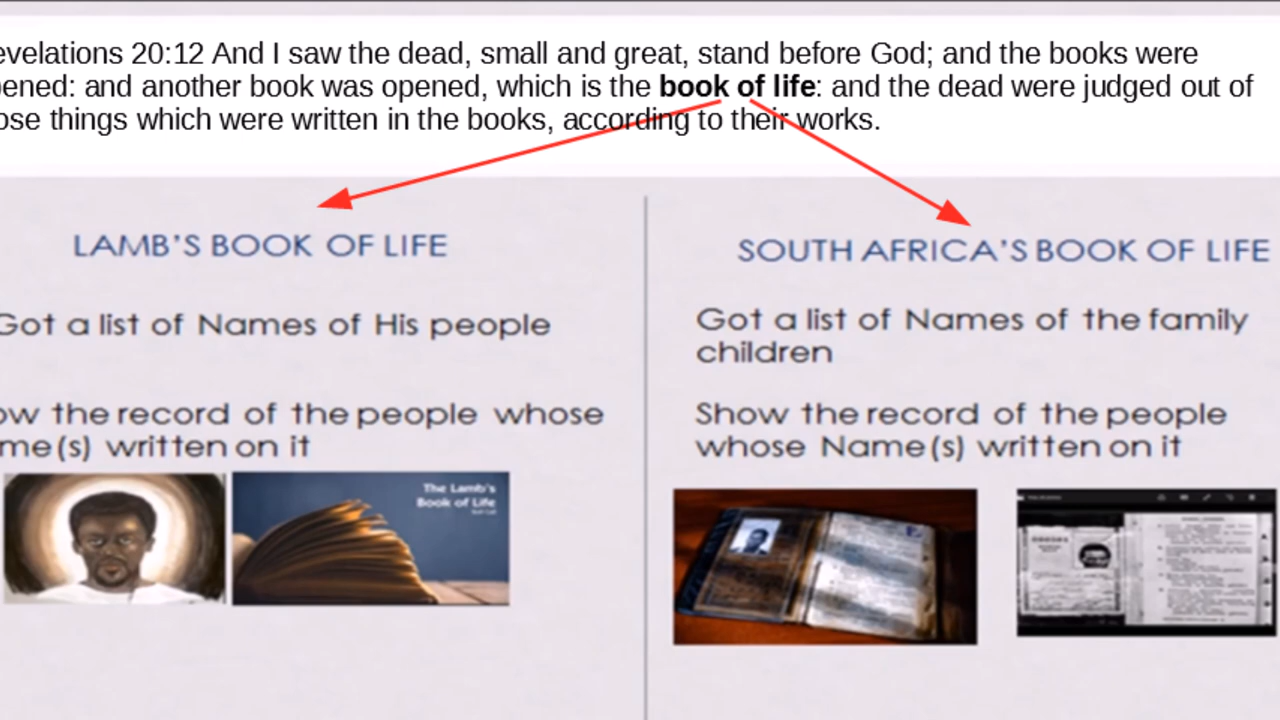 evelations 20:12 And I saw the dead, small and great, stand before God; and the books were
ened: and another book was opened, which is the book of life: and the dead were judged out of
ose things which were written in the books, according to their works.
LAMB'S BOOK OF LIFE
Got a list of Names of His people
ow the record of the people whose
me(s) written on it
The Lamb's
Book of Life
SOUTH AFRICA'S BOOK OF LIFE
Got a list of Names of the family
children
Show the record of the people
whose Name(s) written on it